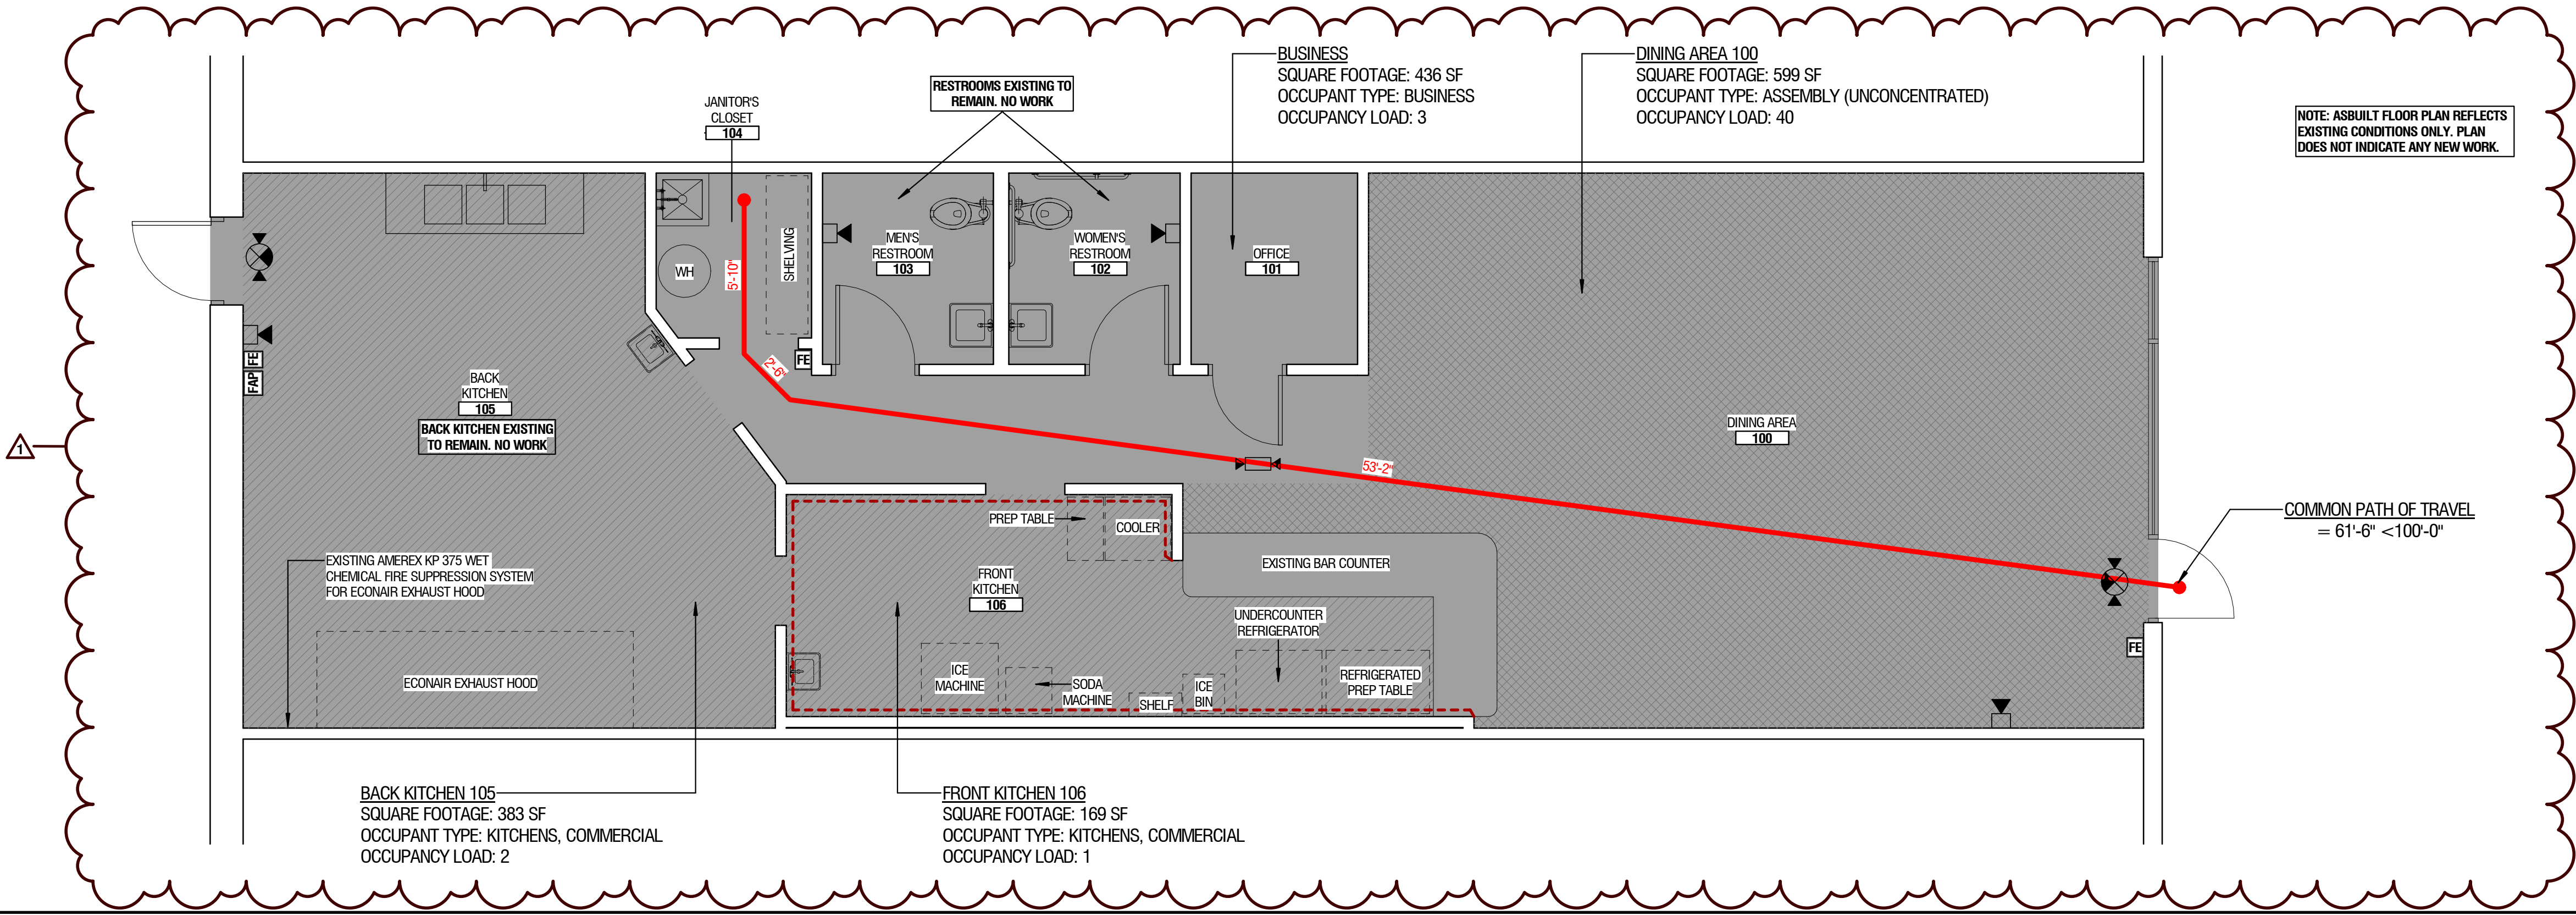 BUSINESS
SQUARE FOOTAGE: 436 SF
OCCUPANT TYPE: BUSINESS
OCCUPANCY LOAD: 3
DINING AREA 100
SQUARE FOOTAGE: 599 SF
OCCUPANT TYPE: ASSEMBLY (UNCONCENTRATED)
OCCUPANCY LOAD: 40
NOTE: ASBUILT FLOOR PLAN REFLECTS
EXISTING CONDITIONS ONLY. PLAN
DOES NOT INDICATE ANY NEW WORK.
RESTROOMS EXISTING TO
REMAIN. NO WORK
JANITOR'S
CLOSET
104
SHELVING
WH
5'-10"
MEN'S
RESTROOM
103
WOMEN'S
RESTROOM
102
OFFICE
101
FE
FAP
FE
2'-6"
BACK
KITCHEN
105
BACK KITCHEN EXISTING
TO REMAIN. NO WORK
1
DINING AREA
100
53'-2"
COMMON PATH OF TRAVEL
= 61'-6" <100'-0"
PREP TABLE
COOLER
EXISTING AMEREX KP 375 WET
CHEMICAL FIRE SUPPRESSION SYSTEM
FOR ECONAIR EXHAUST HOOD
EXISTING BAR COUNTER
FRONT
KITCHEN
106
UNDERCOUNTER
REFRIGERATOR
FE
ECONAIR EXHAUST HOOD
ICE
MACHINE
SODA
MACHINE
SHELF
ICE
BIN
REFRIGERATED
PREP TABLE
BACK KITCHEN 105
SQUARE FOOTAGE: 383 SF
OCCUPANT TYPE: KITCHENS, COMMERCIAL
OCCUPANCY LOAD: 2
FRONT KITCHEN 106
SQUARE FOOTAGE: 169 SF
OCCUPANT TYPE: KITCHENS, COMMERCIAL
OCCUPANCY LOAD: 1